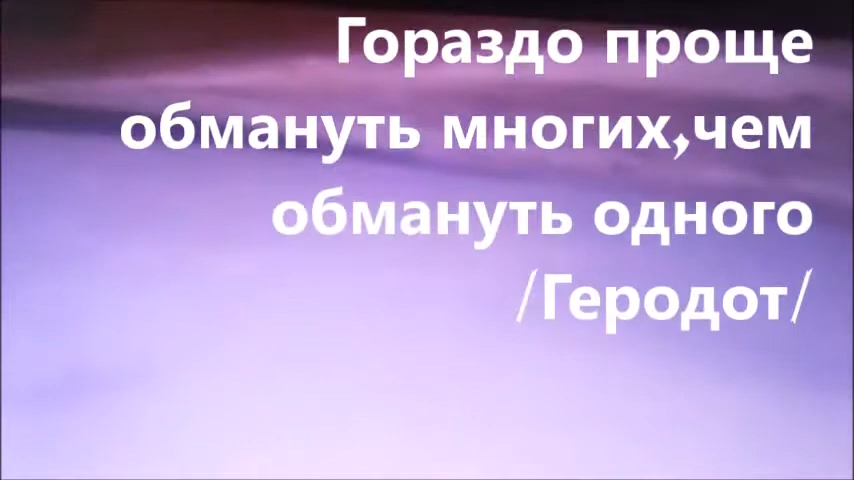 Гораздо проще
обмануть многих,чем
обмануть одного
/Геродот/